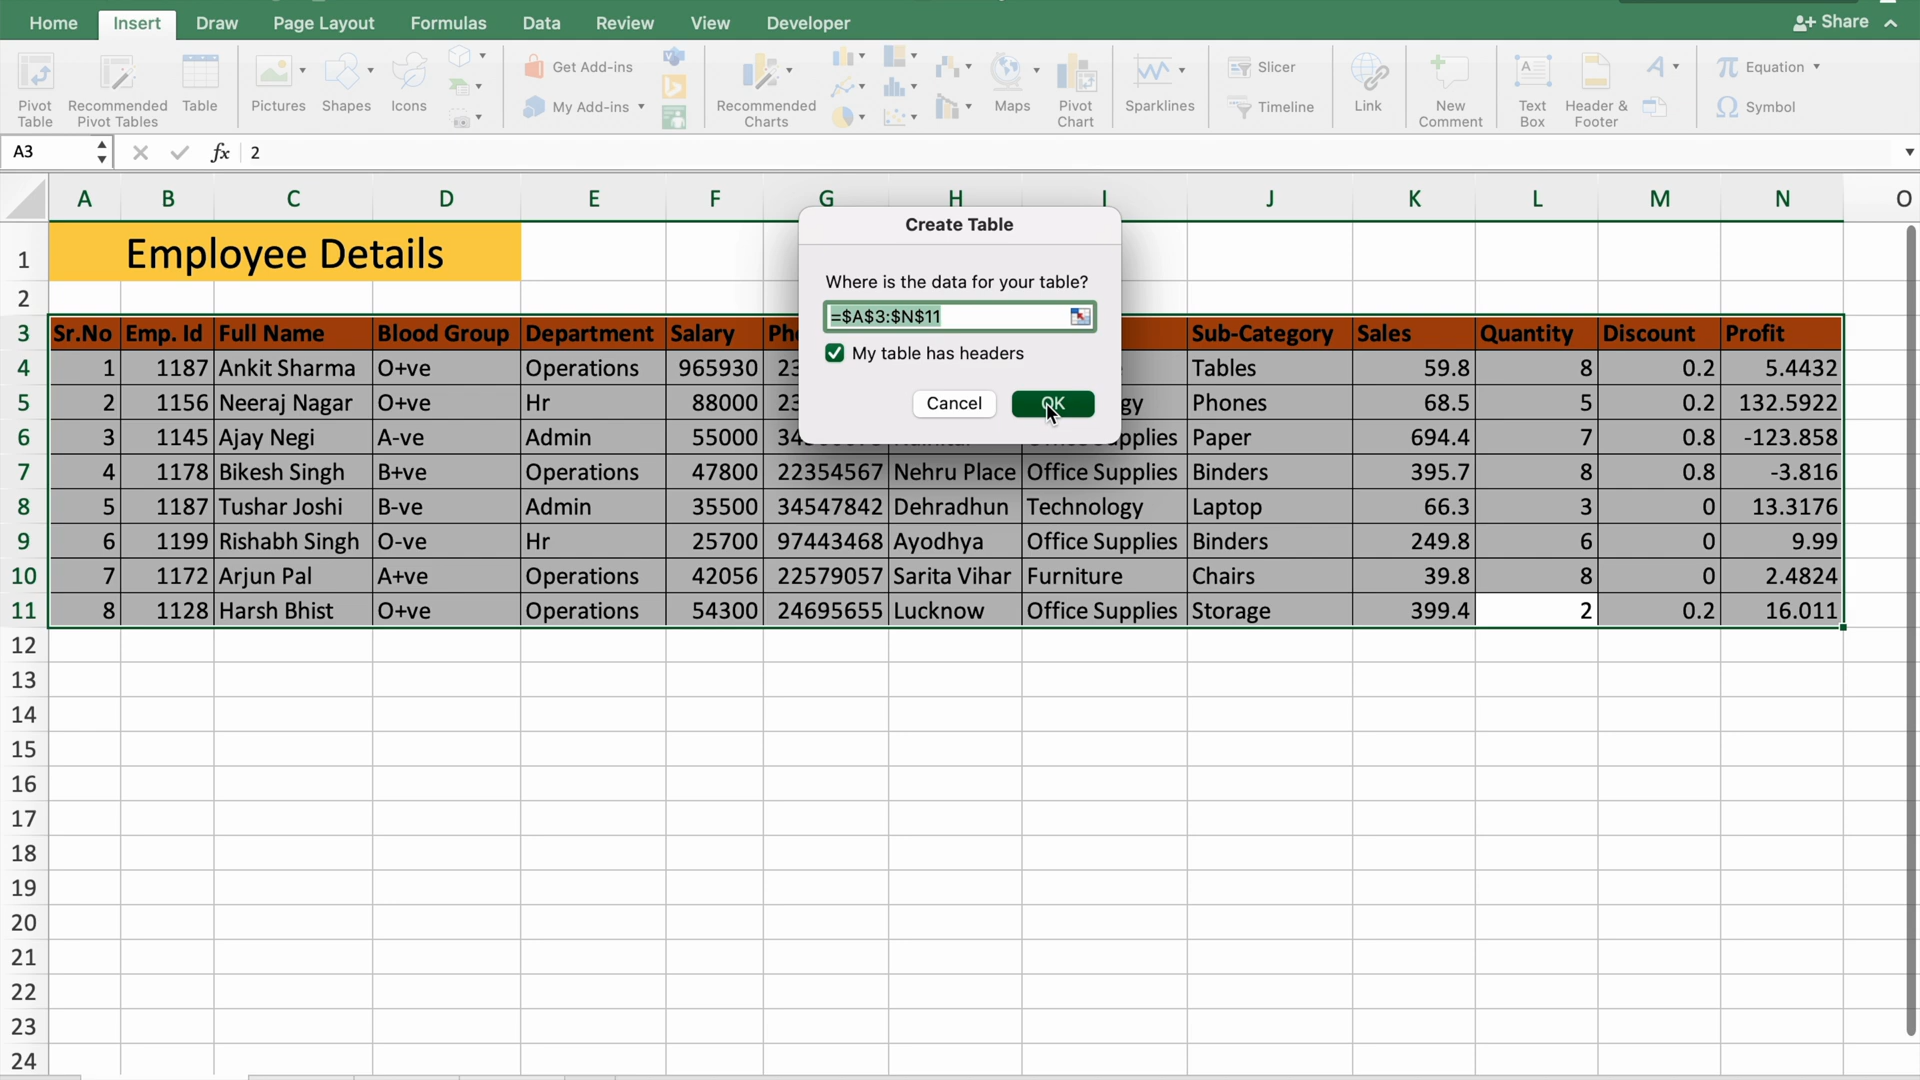 Home Insert Draw Page Layout Formulas Data Review View Developer Share
Pivot Table
Recommended Pivot Tables
Table
Pictures
Shapes
Icons
Get Add-ins
My Add-ins
Recommended Charts
Maps
Pivot Chart
Sparklines
Slicer
Timeline
Link
New Comment
Text Box
Header & Footer
Equation
Symbol
A3 fx 2
A B C D E F G H I J K L M N O
1 Employee Details
2
3 Sr.No Emp. Id Full Name Blood Group Department Salary Sub-Category Sales Quantity Discount Profit
4 1 1187 Ankit Sharma O+ve Operations 965930 Tables 59.8 8 0.2 5.4432
5 2 1156 Neeraj Nagar O+ve Hr 88000 Phones 68.5 5 0.2 132.5922
6 3 1145 Ajay Negi A-ve Admin 55000 Paper 694.4 7 0.8 -123.858
7 4 1178 Bikesh Singh B+ve Operations 47800 22354567 Nehru Place Office Supplies Binders 395.7 8 0.8 -3.816
8 5 1187 Tushar Joshi B-ve Admin 35500 34547842 Dehradhun Technology Laptop 66.3 3 0 13.3176
9 6 1199 Rishabh Singh O-ve Hr 25700 97443468 Ayodhya Office Supplies Binders 249.8 6 0 9.99
10 7 1172 Arjun Pal A+ve Operations 42056 22579057 Sarita Vihar Furniture Chairs 39.8 8 0 2.4824
11 8 1128 Harsh Bhist O+ve Operations 54300 24695655 Lucknow Office Supplies Storage 399.4 2 0.2 16.011
12
13
14
15
16
17
18
19
20
21
22
23
24
Create Table
Where is the data for your table?
=$A$3:$N$11
My table has headers
Cancel OK